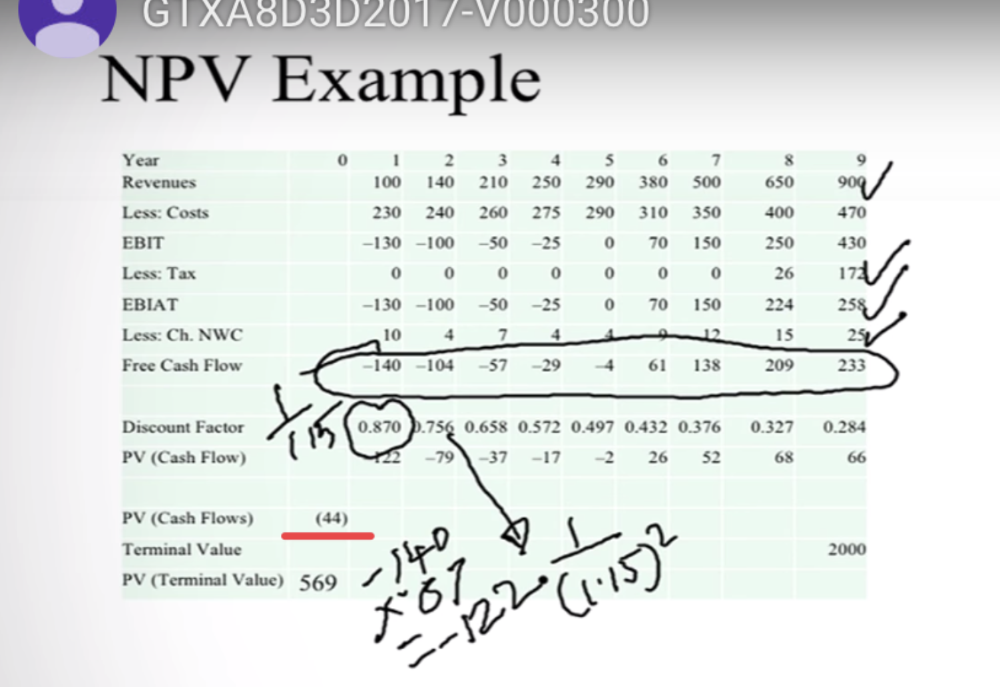 GTXA8D3D2017-V000300
NPV Example
Year 0 1 2 3 4 5 6 7 8 9
Revenues 100 140 210 250 290 380 500 650 900
Less: Costs 230 240 260 275 290 310 350 400 470
EBIT –130 –100 –50 –25 0 70 150 250 430
Less: Tax 0 0 0 0 0 0 0 26 172
EBIAT –130 –100 –50 –25 0 70 150 224 258
Less: Ch. NWC 10 4 7 4 4 9 12 15 25
Free Cash Flow –140 –104 –57 –29 –4 61 138 209 233
1
1.15
Discount Factor 0.870 0.756 0.658 0.572 0.497 0.432 0.376 0.327 0.284
PV (Cash Flow) 122 –79 –37 –17 –2 26 52 68 66
PV (Cash Flows) (44)
Terminal Value 2000
PV (Terminal Value) 569
-140
x .87
= -122
1
(1.15)2